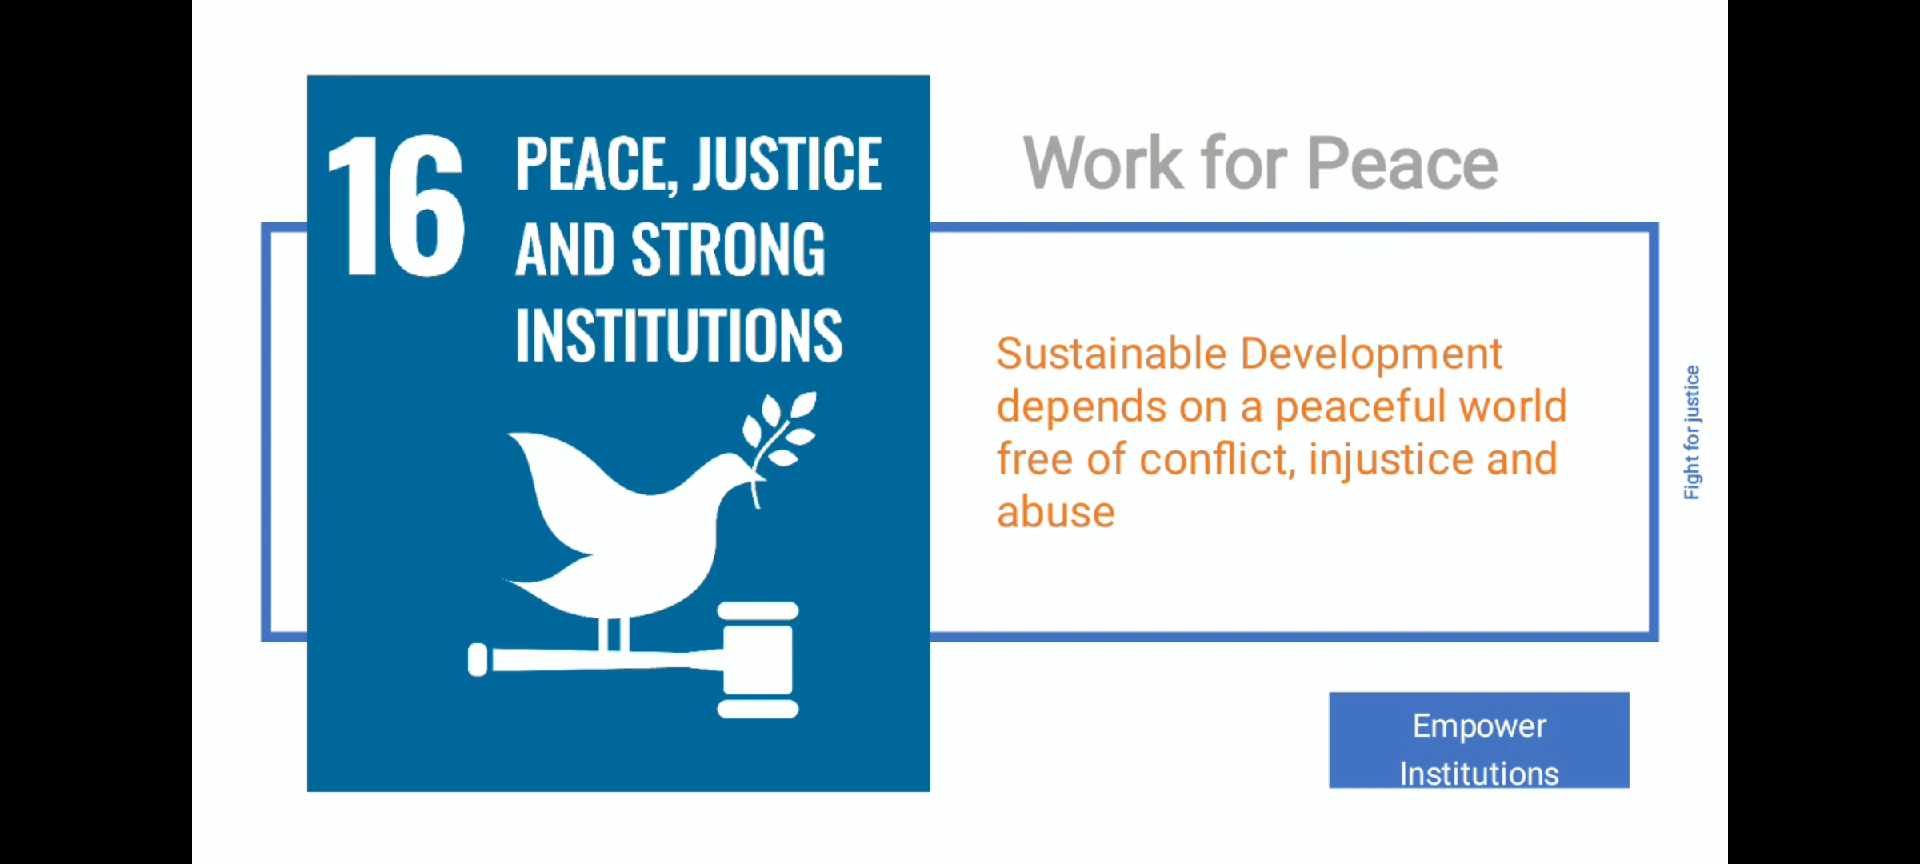 16
PEACE, JUSTICE
AND STRONG
INSTITUTIONS
Work for Peace
Sustainable Development
depends on a peaceful world
free of conflict, injustice and
abuse
Fight for justice
Empower
Institutions